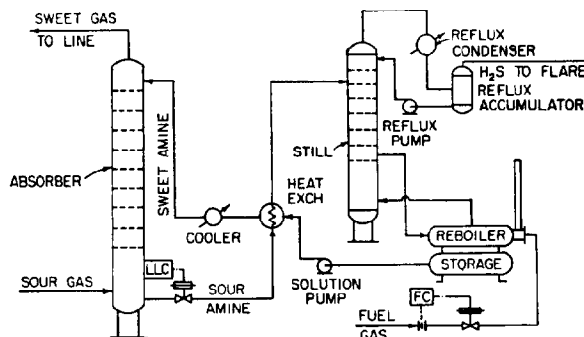 SWEET GAS
TO LINE
REFLUX
CONDENSER
H₂S TO FLARE
REFLUX
ACCUMULATOR
REFLUX
PUMP
STILL
SWEET AMINE
ABSORBER
HEAT
EXCH
COOLER
REBOILER
STORAGE
LLC
SOUR GAS
SOUR
AMINE
SOLUTION
PUMP
FC
FUEL
GAS